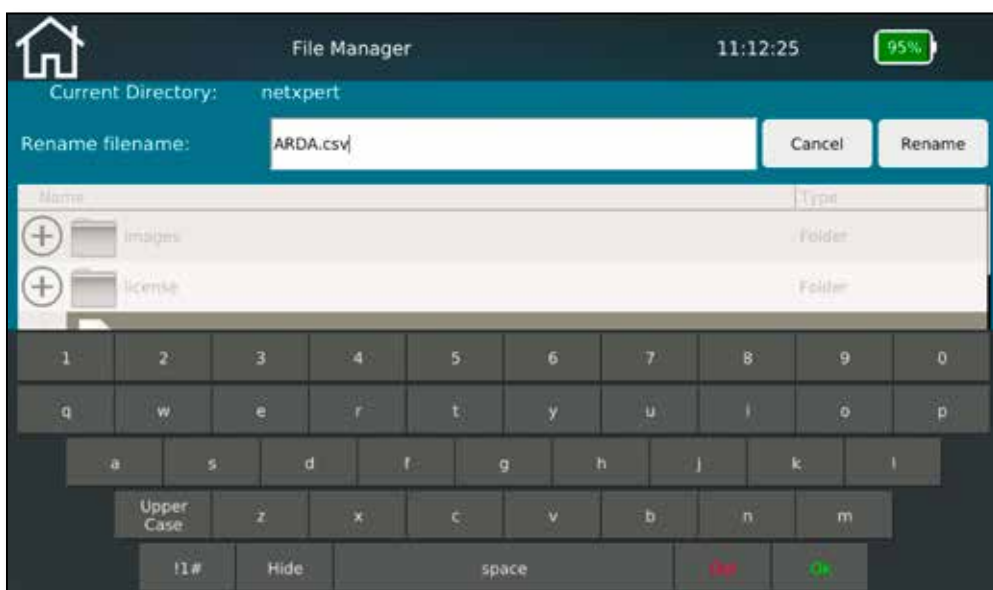 File Manager 11:12:25 95%
Current Directory: netxpert
Rename filename: ARDA.csv Cancel Rename
Name Type
images Folder
license Folder
1 2 3 4 5 6 7 8 9 0
q w e r t y u i o p
a s d f g h j k l
Upper
Case z x c v b n m
!1# Hide space Del Ok